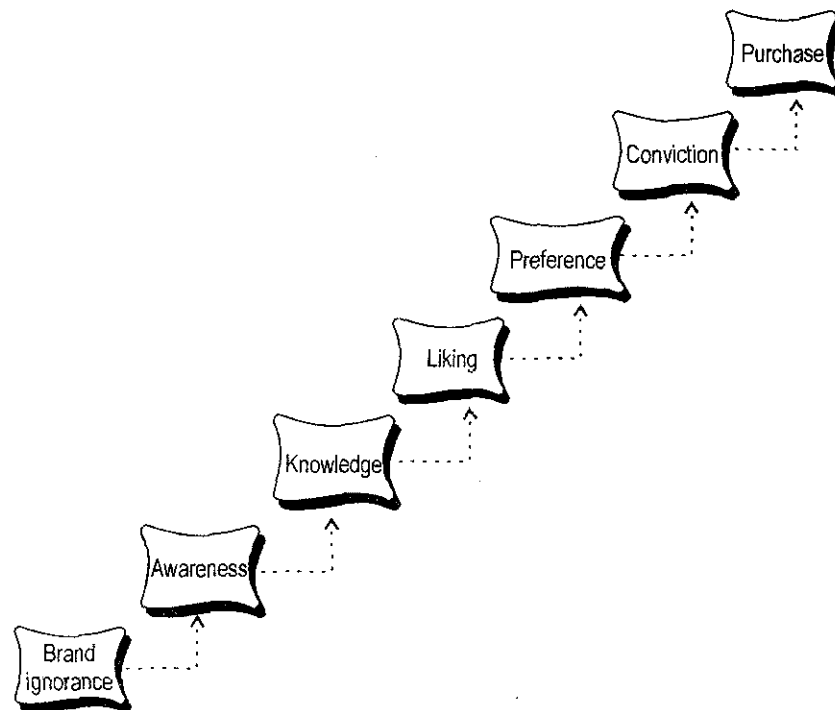 Purchase
Conviction
Preference
Liking
Knowledge
Awareness
Brand
ignorance